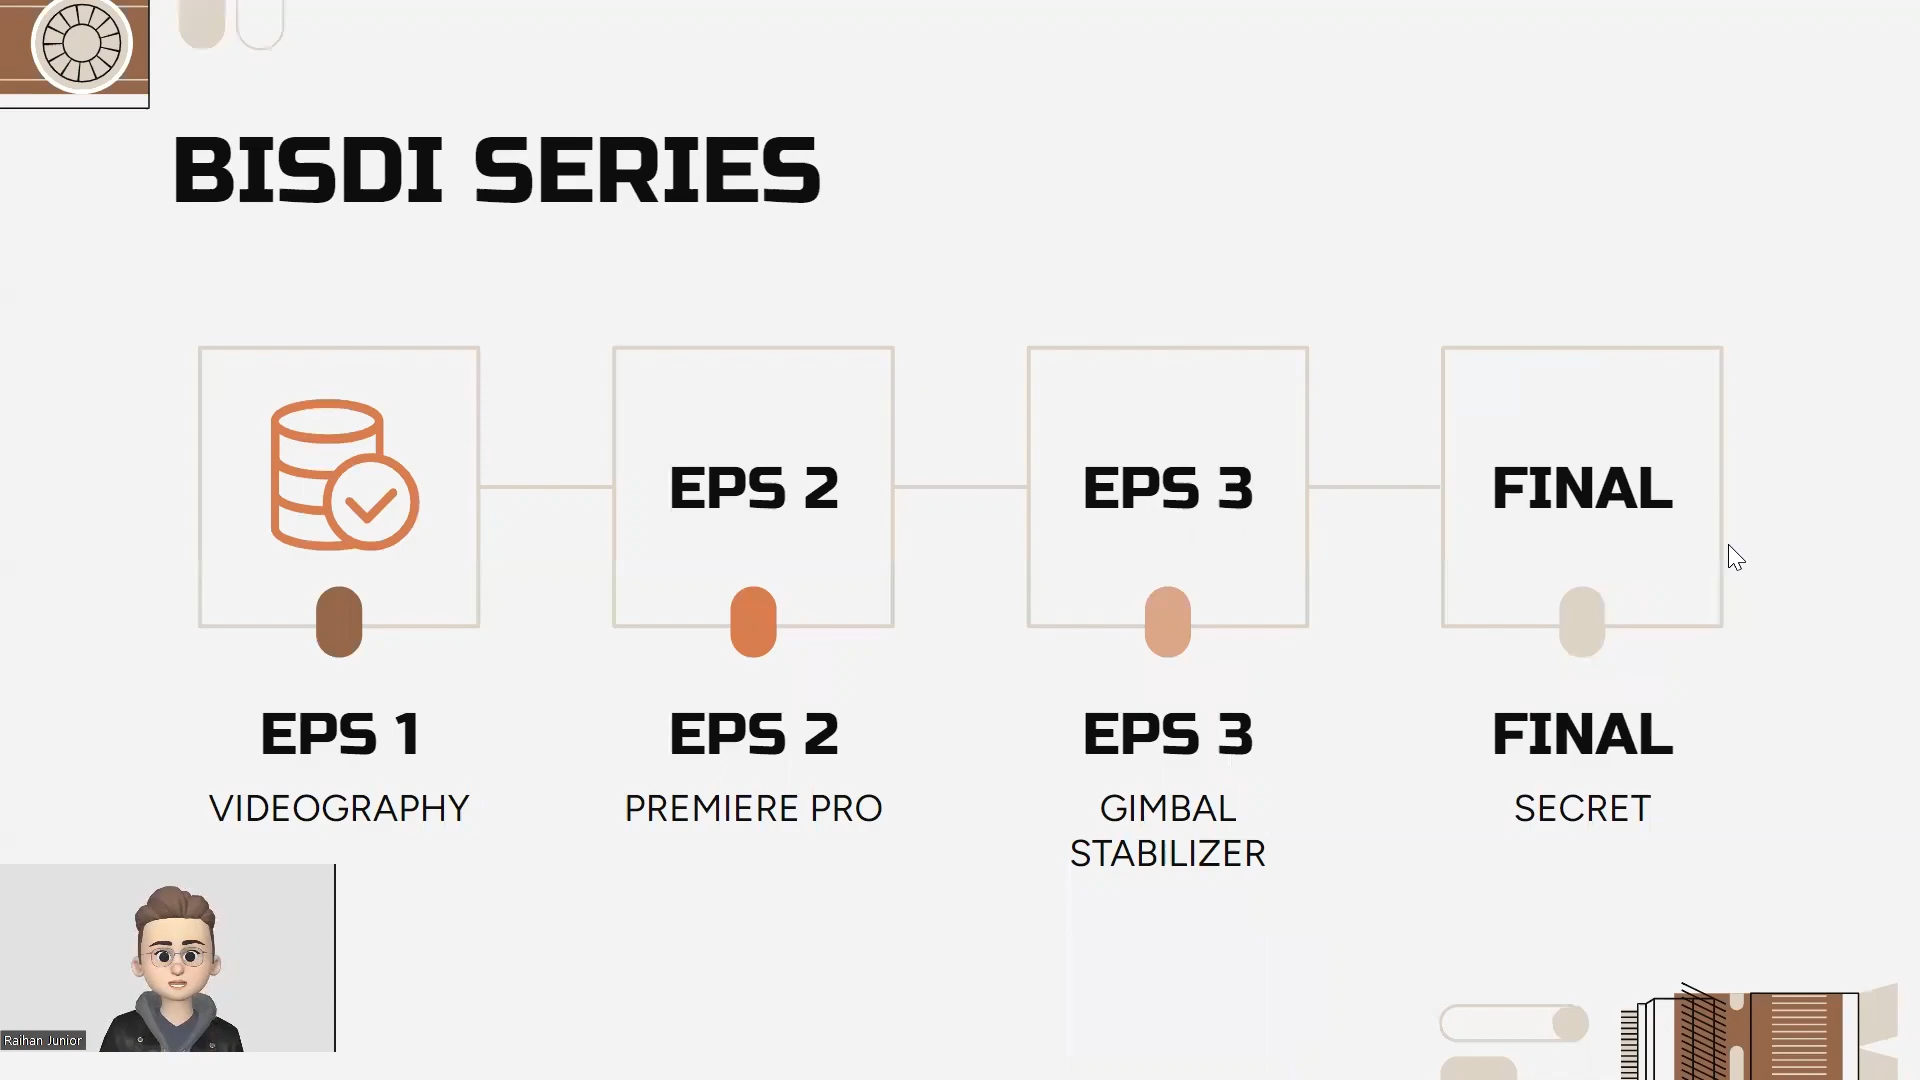 BISDI SERIES
EPS 2
EPS 3
FINAL
EPS 1
VIDEOGRAPHY
EPS 2
PREMIERE PRO
EPS 3
GIMBAL
STABILIZER
FINAL
SECRET
Raihan Junior